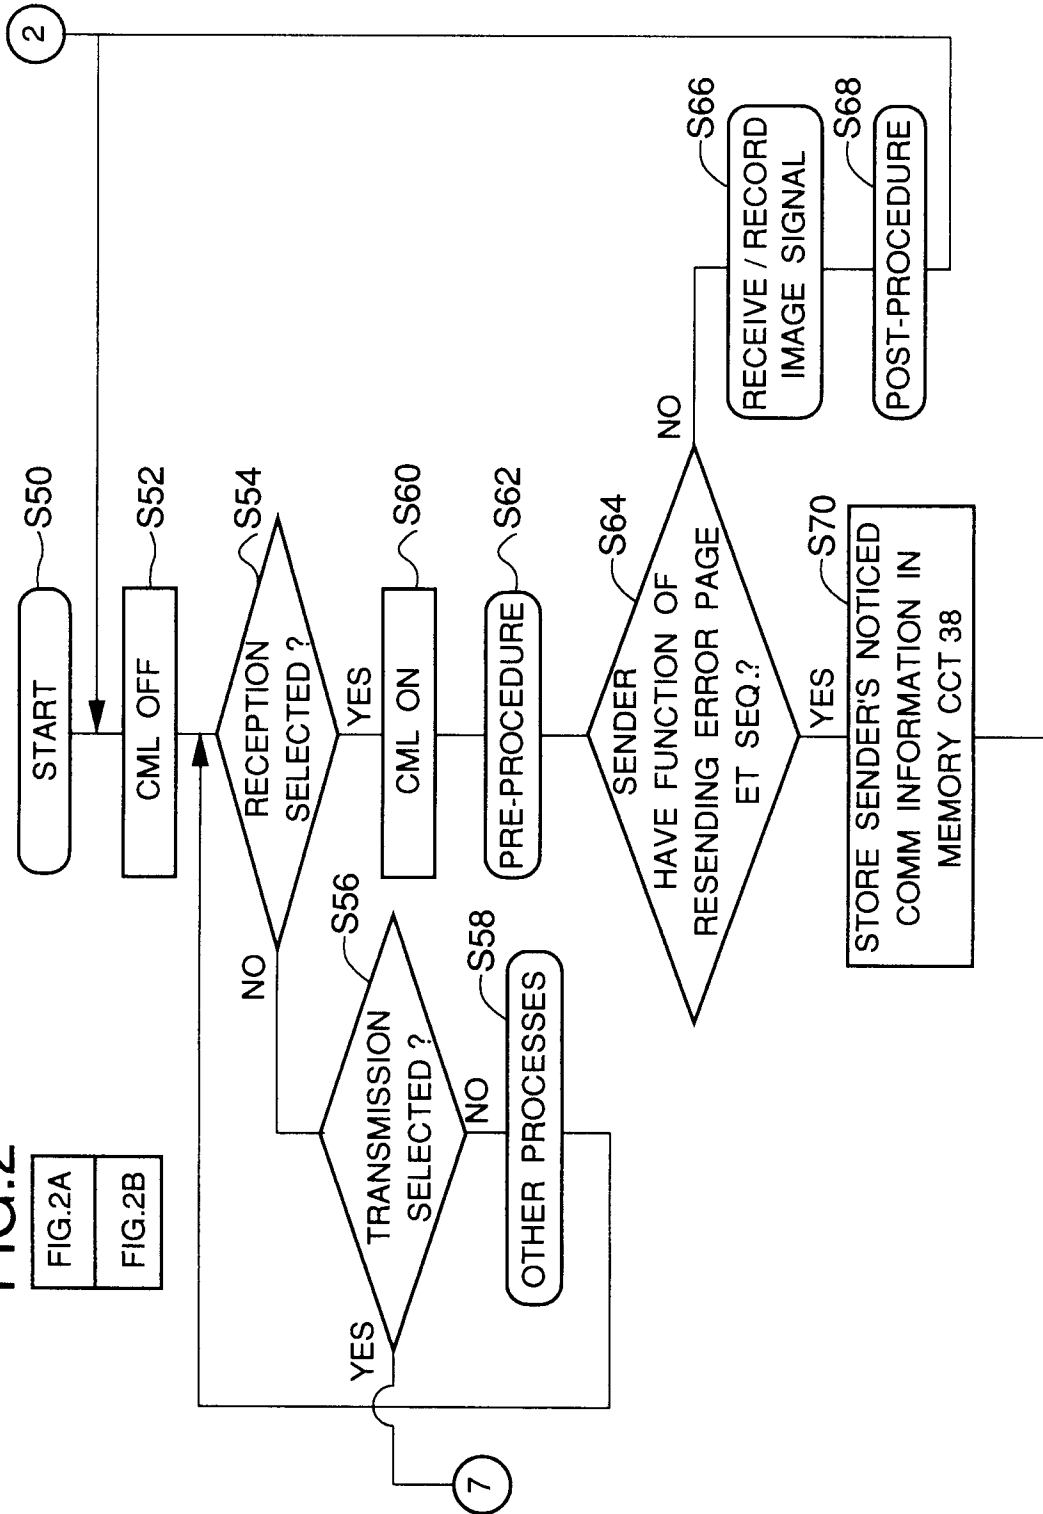 FIG.2
FIG.2A
FIG.2B
START
S50
2
CML OFF
S52
RECEPTION
SELECTED ?
S54
NO
YES
TRANSMISSION
SELECTED ?
S56
YES
NO
7
OTHER PROCESSES
S58
CML ON
S60
PRE-PROCEDURE
S62
SENDER
HAVE FUNCTION OF
RESENDING ERROR PAGE
ET SEQ.?
S64
NO
YES
RECEIVE / RECORD
IMAGE SIGNAL
S66
POST-PROCEDURE
S68
STORE SENDER'S NOTICED
COMM INFORMATION IN
MEMORY CCT 38
S70